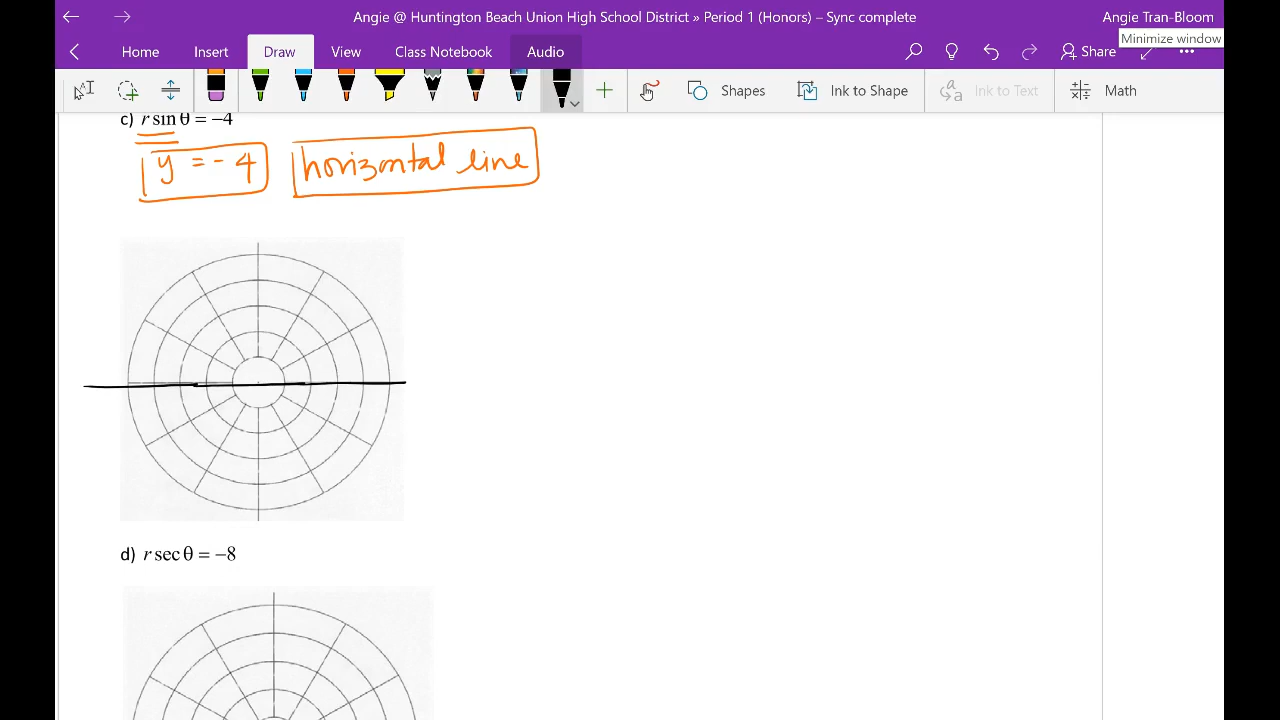 Angie @ Huntington Beach Union High School District » Period 1 (Honors) – Sync complete
Angie Tran-Bloom
Minimize window
Home Insert Draw View Class Notebook Audio
Share
Shapes Ink to Shape Ink to Text Math
c) r sin θ = −4
y = - 4 horizontal line
d) r sec θ = −8